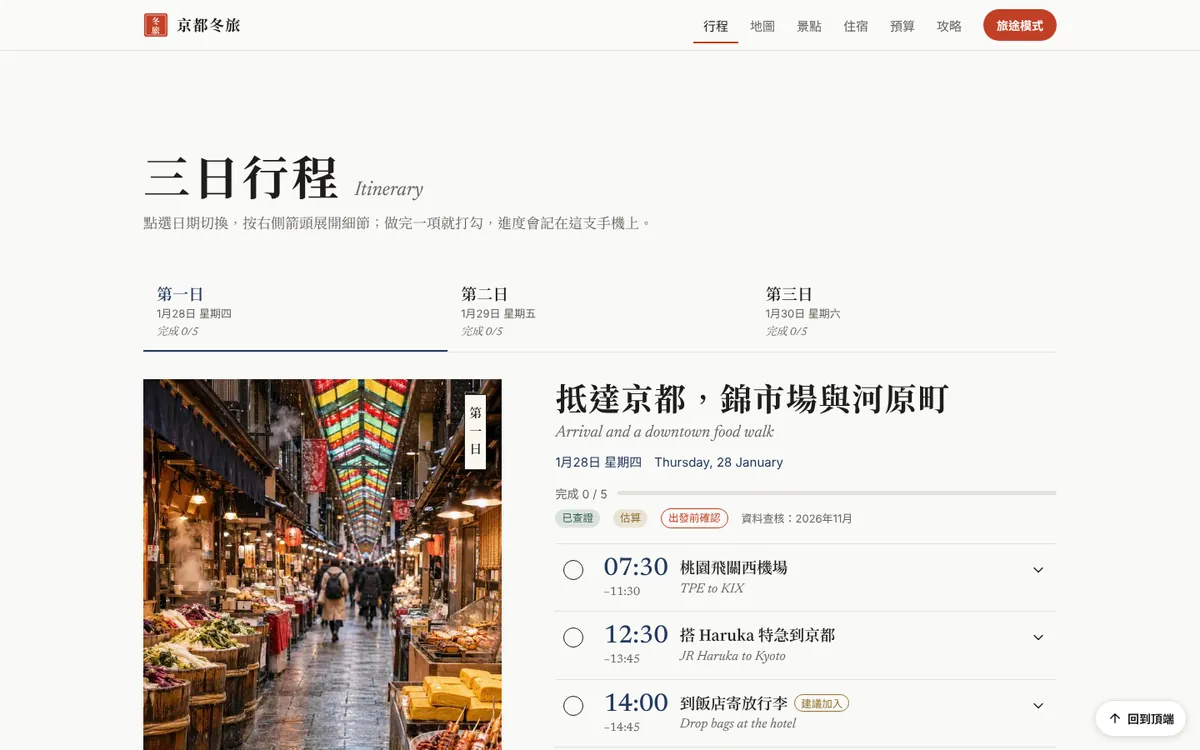 冬旅
京都冬旅
行程
地圖
景點
住宿
預算
攻略
旅途模式
三日行程 Itinerary
點選日期切換，按右側箭頭展開細節；做完一項就打勾，進度會記在這支手機上。
第一日
1月28日 星期四
完成 0/5
第二日
1月29日 星期五
完成 0/5
第三日
1月30日 星期六
完成 0/5
第一日
抵達京都，錦市場與河原町
Arrival and a downtown food walk
1月28日 星期四 Thursday, 28 January
完成 0 / 5
已查證 估算 出發前確認 資料查核：2026年11月
07:30 桃園飛關西機場
–11:30 TPE to KIX
12:30 搭 Haruka 特急到京都
–13:45 JR Haruka to Kyoto
14:00 到飯店寄放行李 建議加入
–14:45 Drop bags at the hotel
↑ 回到頂端